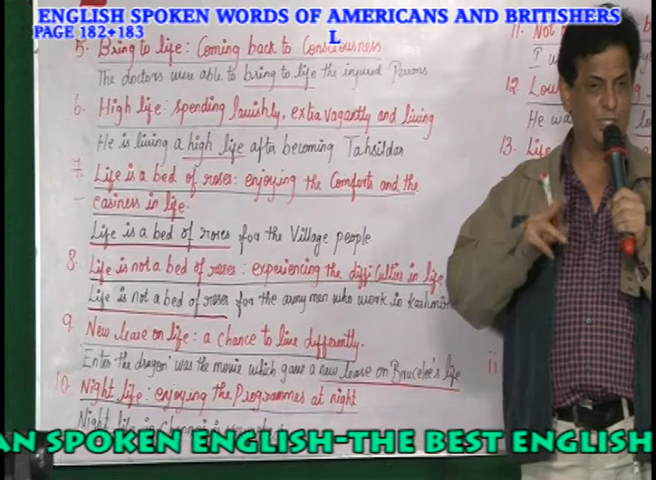 ENGLISH SPOKEN WORDS OF AMERICANS AND BRITISHERS
PAGE 182+183
L
5. Bring to life: Coming back to Consciousness
The doctors were able to bring to life the injured Persons
6. High life: spending lavishly, extravagantly and living
He is living a high life after becoming Tahsildar
7. Life is a bed of roses: enjoying the Comforts and the
easiness in life.
Life is a bed of roses for the Village people
8. Life is not a bed of roses: experiencing the difficulties in life
Life is not a bed of roses for the army men who work in Kashmir
9. New lease on life: a chance to live differently.
Enter the dragon' was the movie which gave a new lease on Brucelee's life
10. Night life: enjoying the Programmes at night
Night life in
11. Not
I
12.
He wa
13. Life
AN SPOKEN ENGLISH-THE BEST ENGLISH